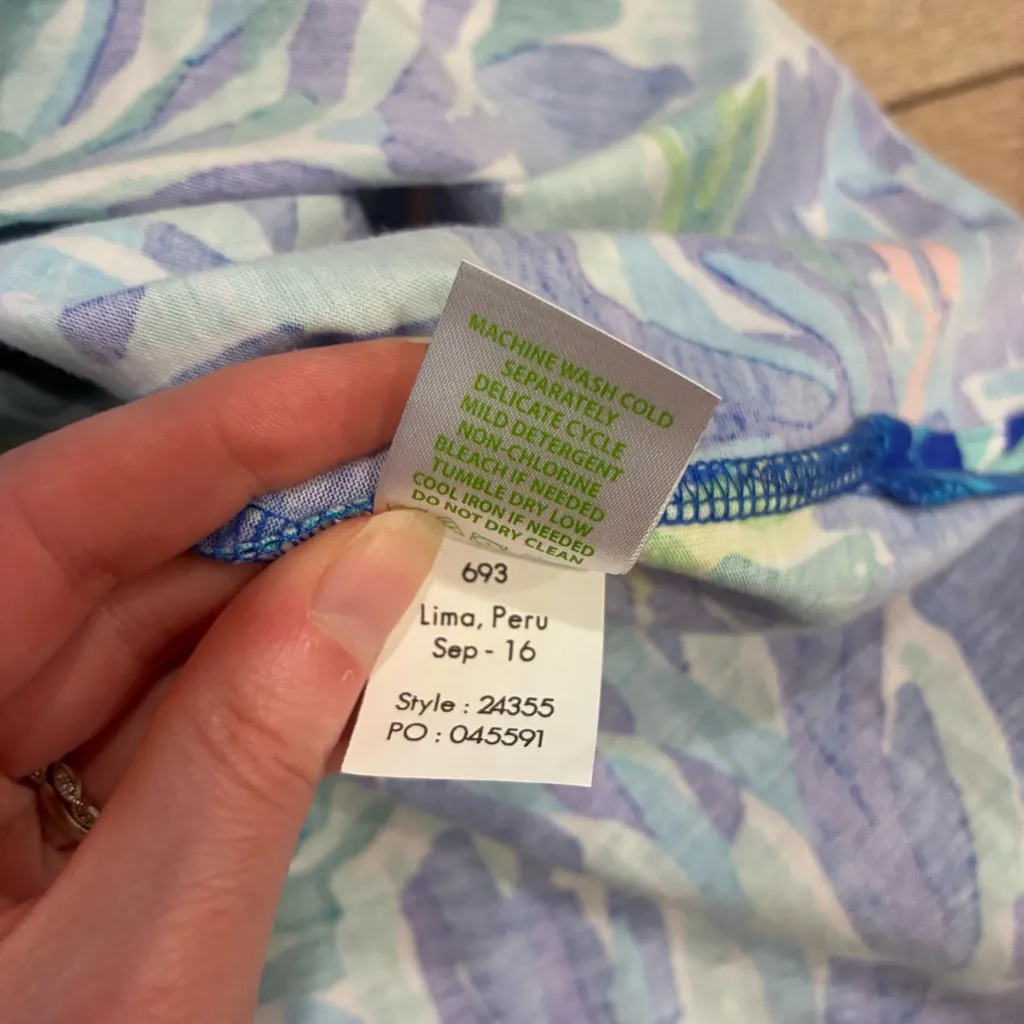 MACHINE WASH COLD
SEPARATELY
DELICATE CYCLE
MILD DETERGENT
NON-CHLORINE
BLEACH IF NEEDED
TUMBLE DRY LOW
COOL IRON IF NEEDED
DO NOT DRY CLEAN
693
Lima, Peru
Sep - 16
Style : 24355
PO : 045591